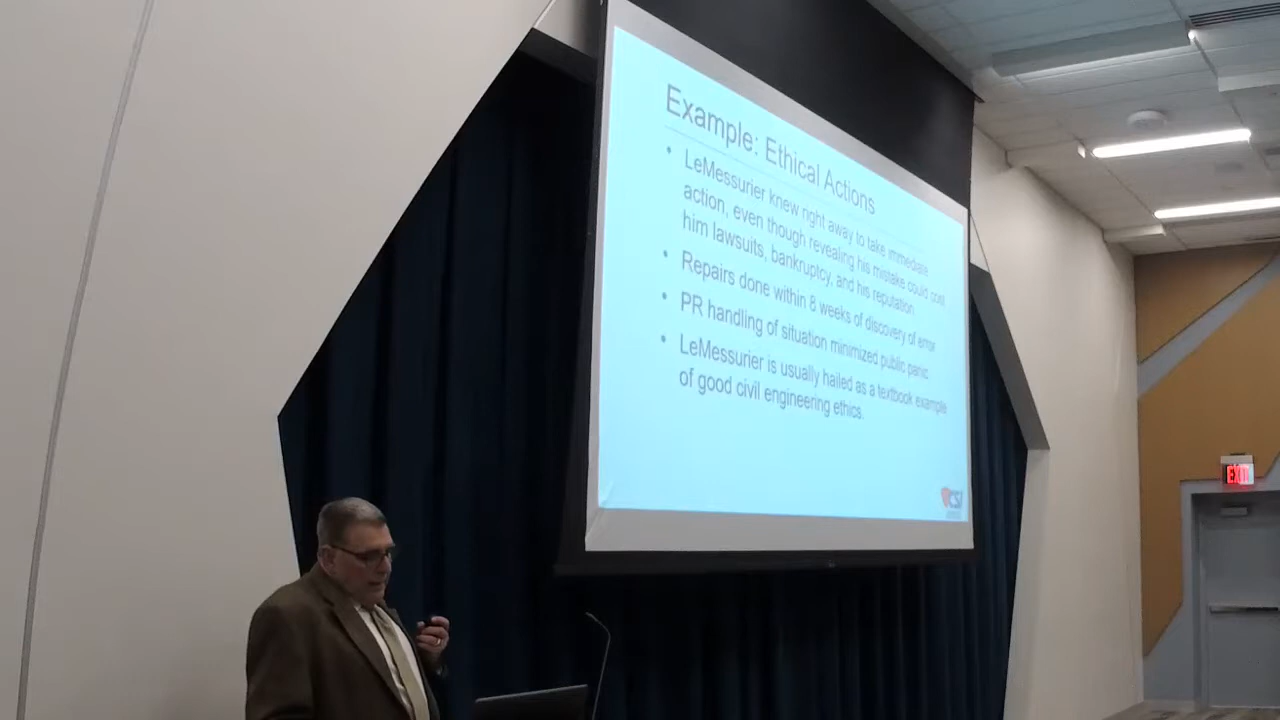 Example: Ethical Actions
• LeMessurier knew right away to take immediate
action, even though revealing his mistake could cost
him lawsuits, bankruptcy, and his reputation.
• Repairs done within 8 weeks of discovery of error
• PR handling of situation minimized public panic
• LeMessurier is usually hailed as a textbook example
of good civil engineering ethics.
CSI
EXIT